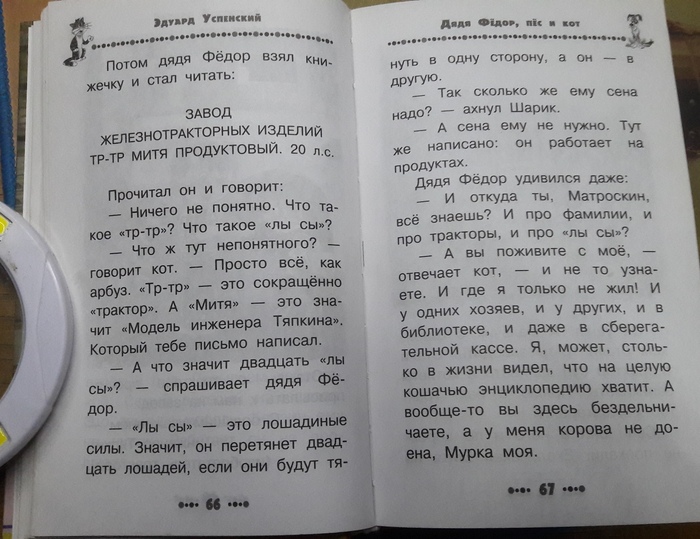 Эдуард Успенский
Потом дядя Фёдор взял кни-
жечку и стал читать:
ЗАВОД
ЖЕЛЕЗНОТРАКТОРНЫХ ИЗДЕЛИЙ
ТР-ТР МИТЯ ПРОДУКТОВЫЙ. 20 л.с.
Прочитал он и говорит:
— Ничего не понятно. Что та-
кое «тр-тр»? Что такое «лы сы»?
— Что ж тут непонятного? —
говорит кот. — Просто всё, как
арбуз. «Тр-тр» — это сокращённо
«трактор». А «Митя» — это зна-
чит «Модель инженера Тяпкина».
Который тебе письмо написал.
— А что значит двадцать «лы
сы»? — спрашивает дядя Фё-
дор.
— «Лы сы» — это лошадиные
силы. Значит, он перетянет двад-
цать лошадей, если они будут тя-
66
Дядя Фёдор, пёс и кот
нуть в одну сторону, а он — в
другую.
— Так сколько же ему сена
надо? — ахнул Шарик.
— А сена ему не нужно. Тут
же написано: он работает на
продуктах.
Дядя Фёдор удивился даже:
— И откуда ты, Матроскин,
всё знаешь? И про фамилии, и
про тракторы, и про «лы сы»?
— А вы поживите с моё, —
отвечает кот, — и не то узна-
ете. И где я только не жил! И
у одних хозяев, и у других, и в
библиотеке, и даже в сберега-
тельной кассе. Я, может, столь-
ко в жизни видел, что на целую
кошачью энциклопедию хватит. А
вообще-то вы здесь бездельни-
чаете, а у меня корова не до-
ена, Мурка моя.
67